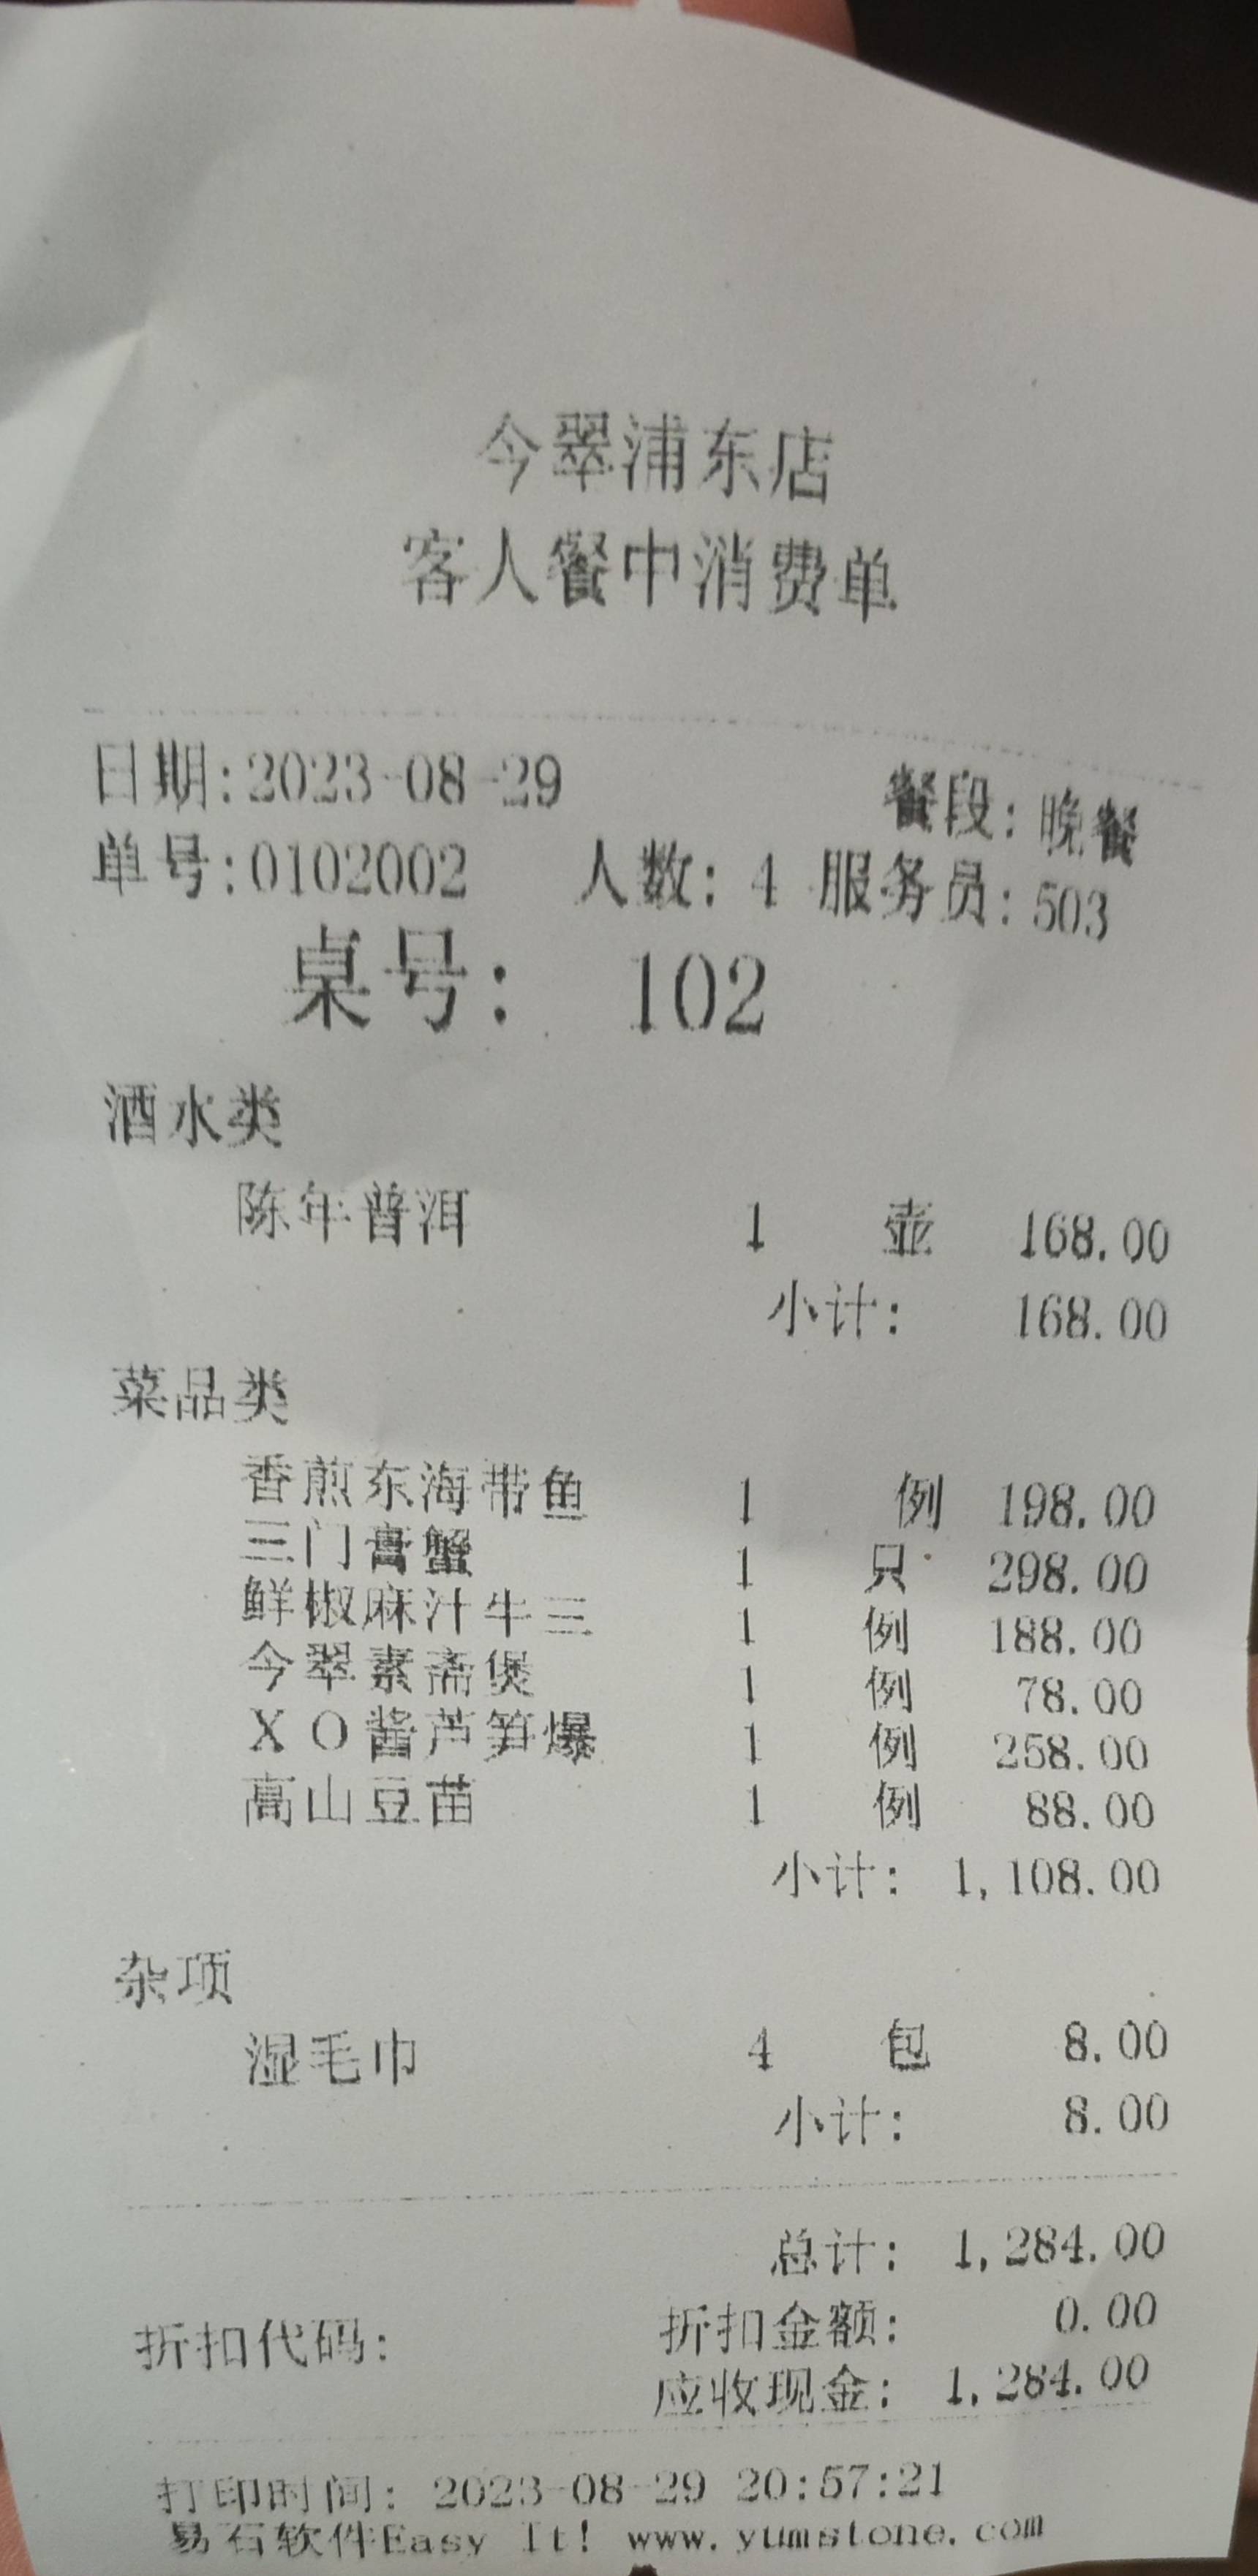 今翠浦东店
客人餐中消费单
日期:2023-08-29 餐段:晚餐
单号:0102002 人数:4 服务员:503
桌号: 102
酒水类
陈年普洱 1 壶 168.00
小计: 168.00
菜品类
香煎东海带鱼 1 例 198.00
三门膏蟹 1 只 298.00
鲜椒麻汁牛三 1 例 188.00
今翠素斋煲 1 例 78.00
XO酱芦笋爆 1 例 258.00
高山豆苗 1 例 88.00
小计: 1,108.00
杂项
湿毛巾 4 包 8.00
小计: 8.00
总计: 1,284.00
折扣代码: 折扣金额: 0.00
应收现金: 1,284.00
打印时间: 2023-08-29 20:57:21
易石软件Easy It! www.yumstone.com